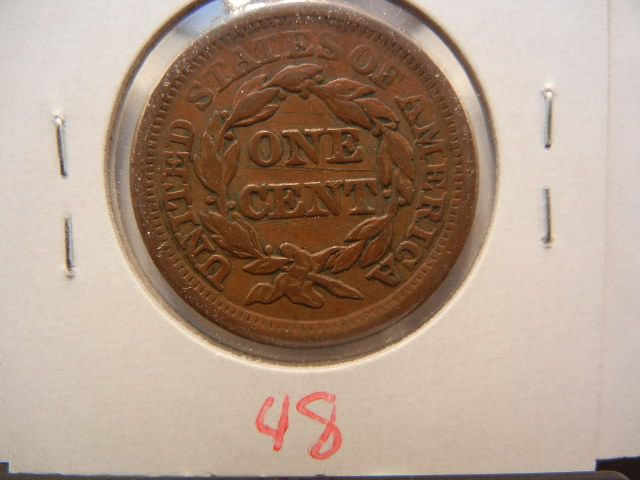 UNITED STATES OF AMERICA
ONE
CENT
48